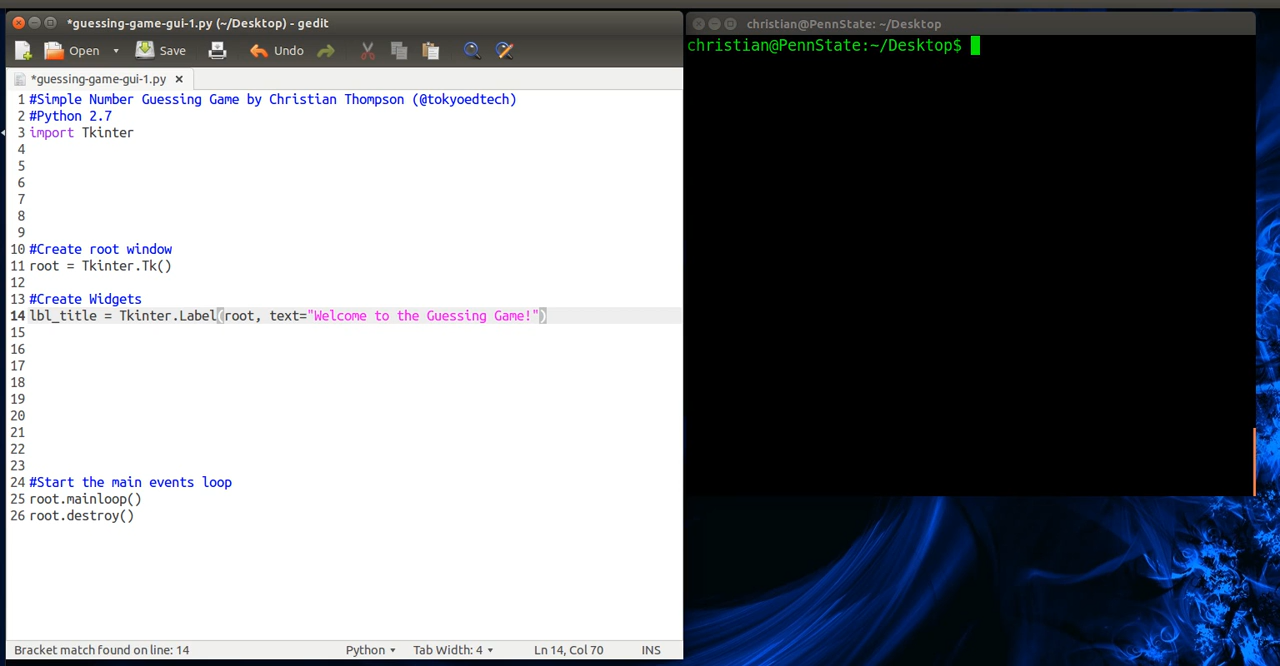 *guessing-game-gui-1.py (~/Desktop) - gedit
Open Save Undo
*guessing-game-gui-1.py
1 #Simple Number Guessing Game by Christian Thompson (@tokyoedtech)
2 #Python 2.7
3 import Tkinter
4
5
6
7
8
9
10 #Create root window
11 root = Tkinter.Tk()
12
13 #Create Widgets
14 lbl_title = Tkinter.Label(root, text="Welcome to the Guessing Game!")
15
16
17
18
19
20
21
22
23
24 #Start the main events loop
25 root.mainloop()
26 root.destroy()
Bracket match found on line: 14 Python Tab Width: 4 Ln 14, Col 70 INS
christian@PennState: ~/Desktop
christian@PennState:~/Desktop$